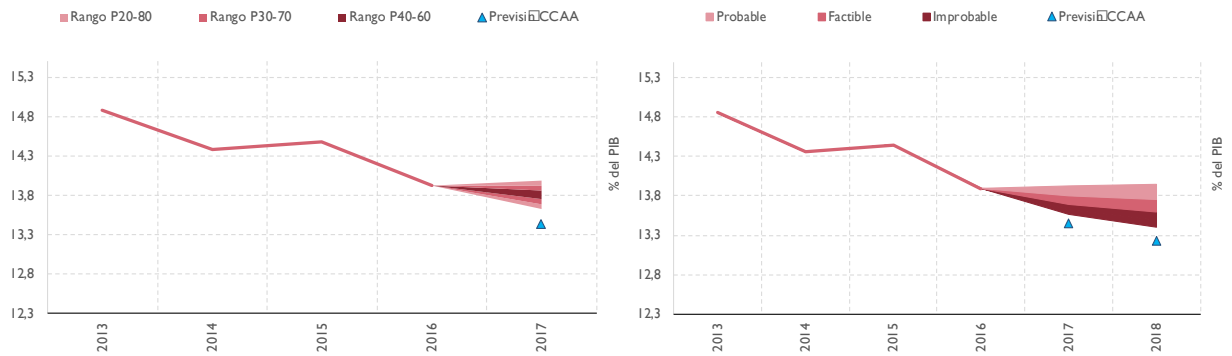 Rango P20-80 Rango P30-70 Rango P40-60 Previsi□CCAA
15,3
14,8
14,3
13,8
13,3
12,8
12,3
2013 2014 2015 2016 2017
% del PIB
Probable Factible Improbable Previsi□CCAA
15,3
14,8
14,3
13,8
13,3
12,8
12,3
2013 2014 2015 2016 2017 2018
% del PIB